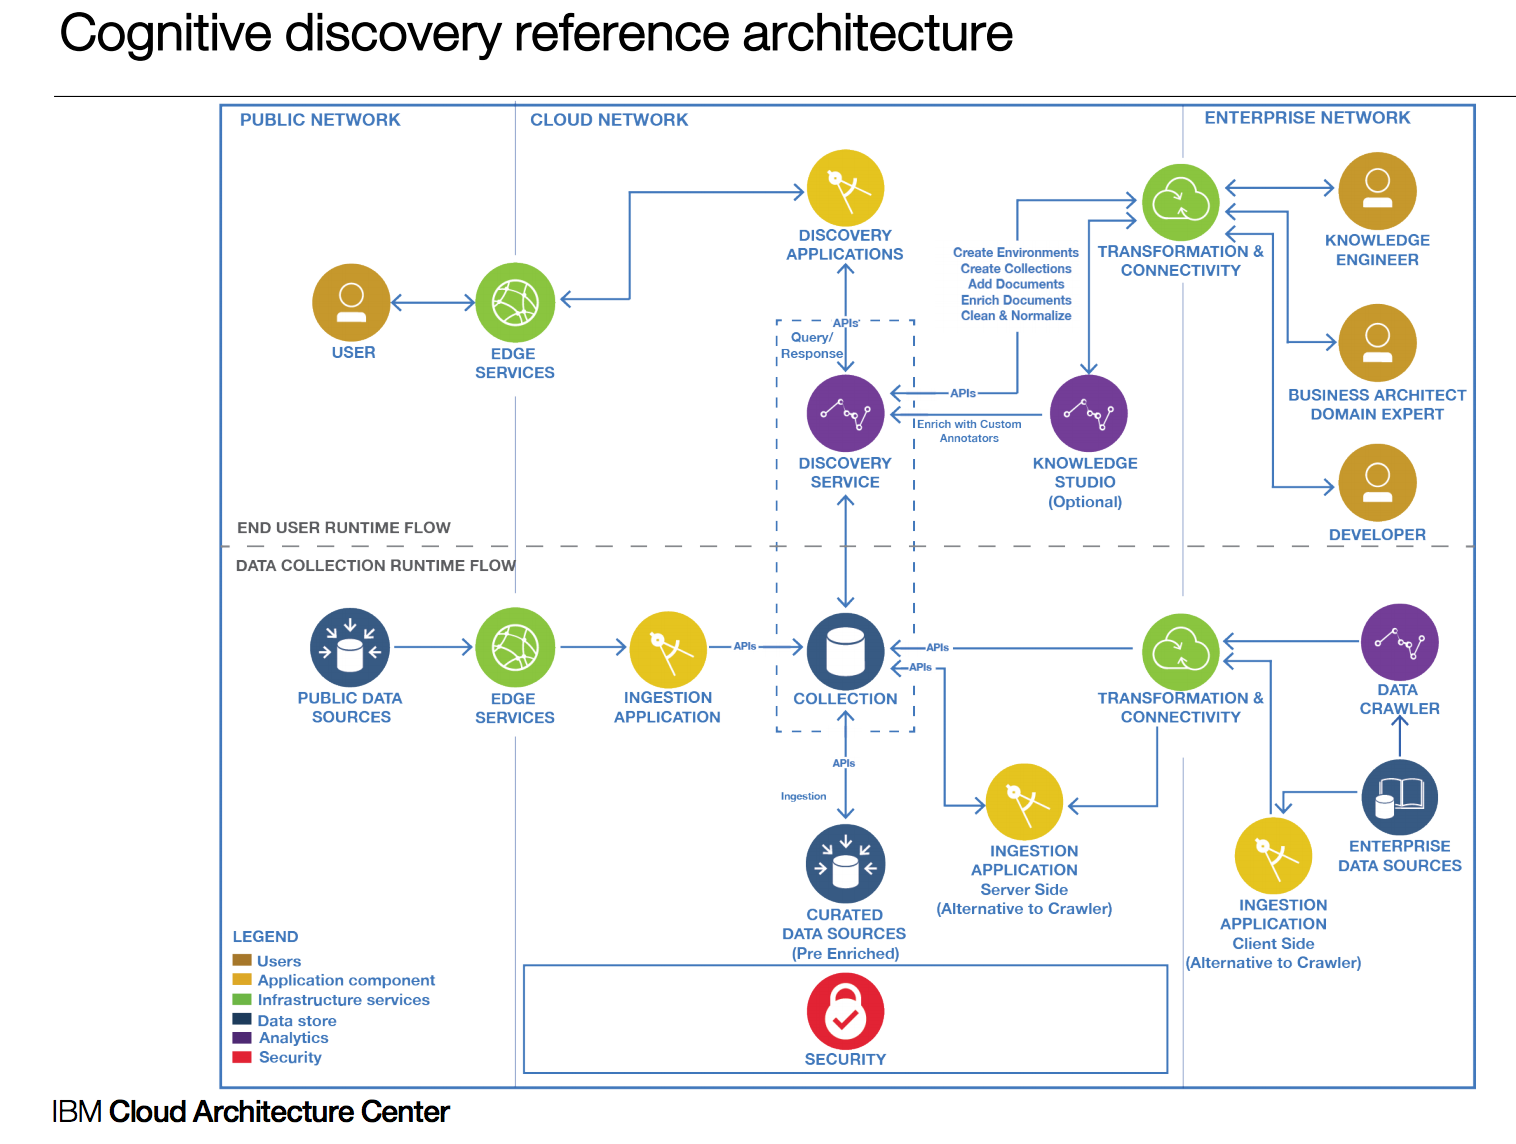 Cognitive discovery reference architecture
PUBLIC NETWORK
CLOUD NETWORK
ENTERPRISE NETWORK
DISCOVERY
APPLICATIONS
USER
EDGE
SERVICES
APIs
Query/
Response
Create Environments
Create Collections
Add Documents
Enrich Documents
Clean & Normalize
TRANSFORMATION &
CONNECTIVITY
KNOWLEDGE
ENGINEER
BUSINESS ARCHITECT
DOMAIN EXPERT
DEVELOPER
APIs
Enrich with Custom
Annotators
DISCOVERY
SERVICE
KNOWLEDGE
STUDIO
(Optional)
END USER RUNTIME FLOW
DATA COLLECTION RUNTIME FLOW
PUBLIC DATA
SOURCES
EDGE
SERVICES
INGESTION
APPLICATION
APIs
COLLECTION
APIs
APIs
TRANSFORMATION &
CONNECTIVITY
DATA
CRAWLER
APIs
Ingestion
CURATED
DATA SOURCES
(Pre Enriched)
INGESTION
APPLICATION
Server Side
(Alternative to Crawler)
ENTERPRISE
DATA SOURCES
INGESTION
APPLICATION
Client Side
(Alternative to Crawler)
LEGEND
Users
Application component
Infrastructure services
Data store
Analytics
Security
SECURITY
IBM Cloud Architecture Center